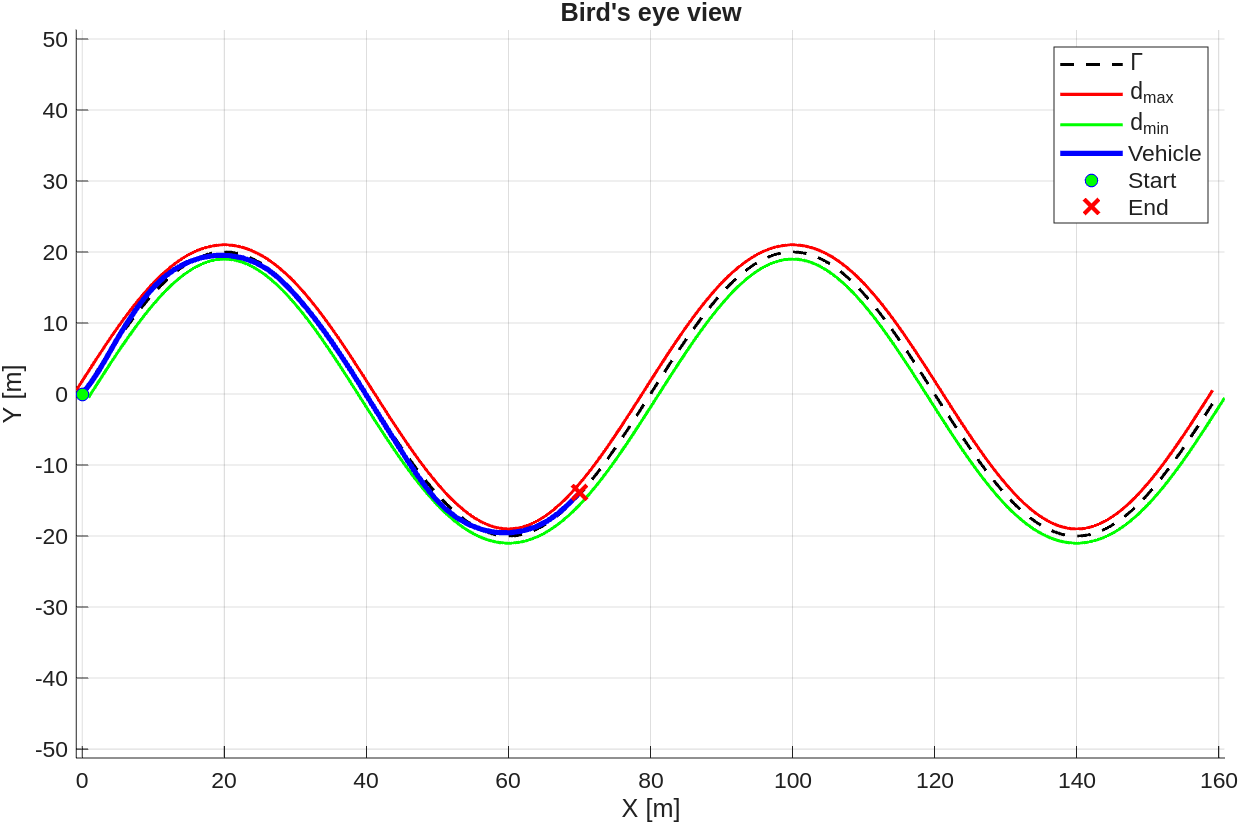 Bird's eye view
50
40
30
20
10
0
-10
-20
-30
-40
-50
Y [m]
0 20 40 60 80 100 120 140 160
X [m]
Γ
dmax
dmin
Vehicle
Start
End